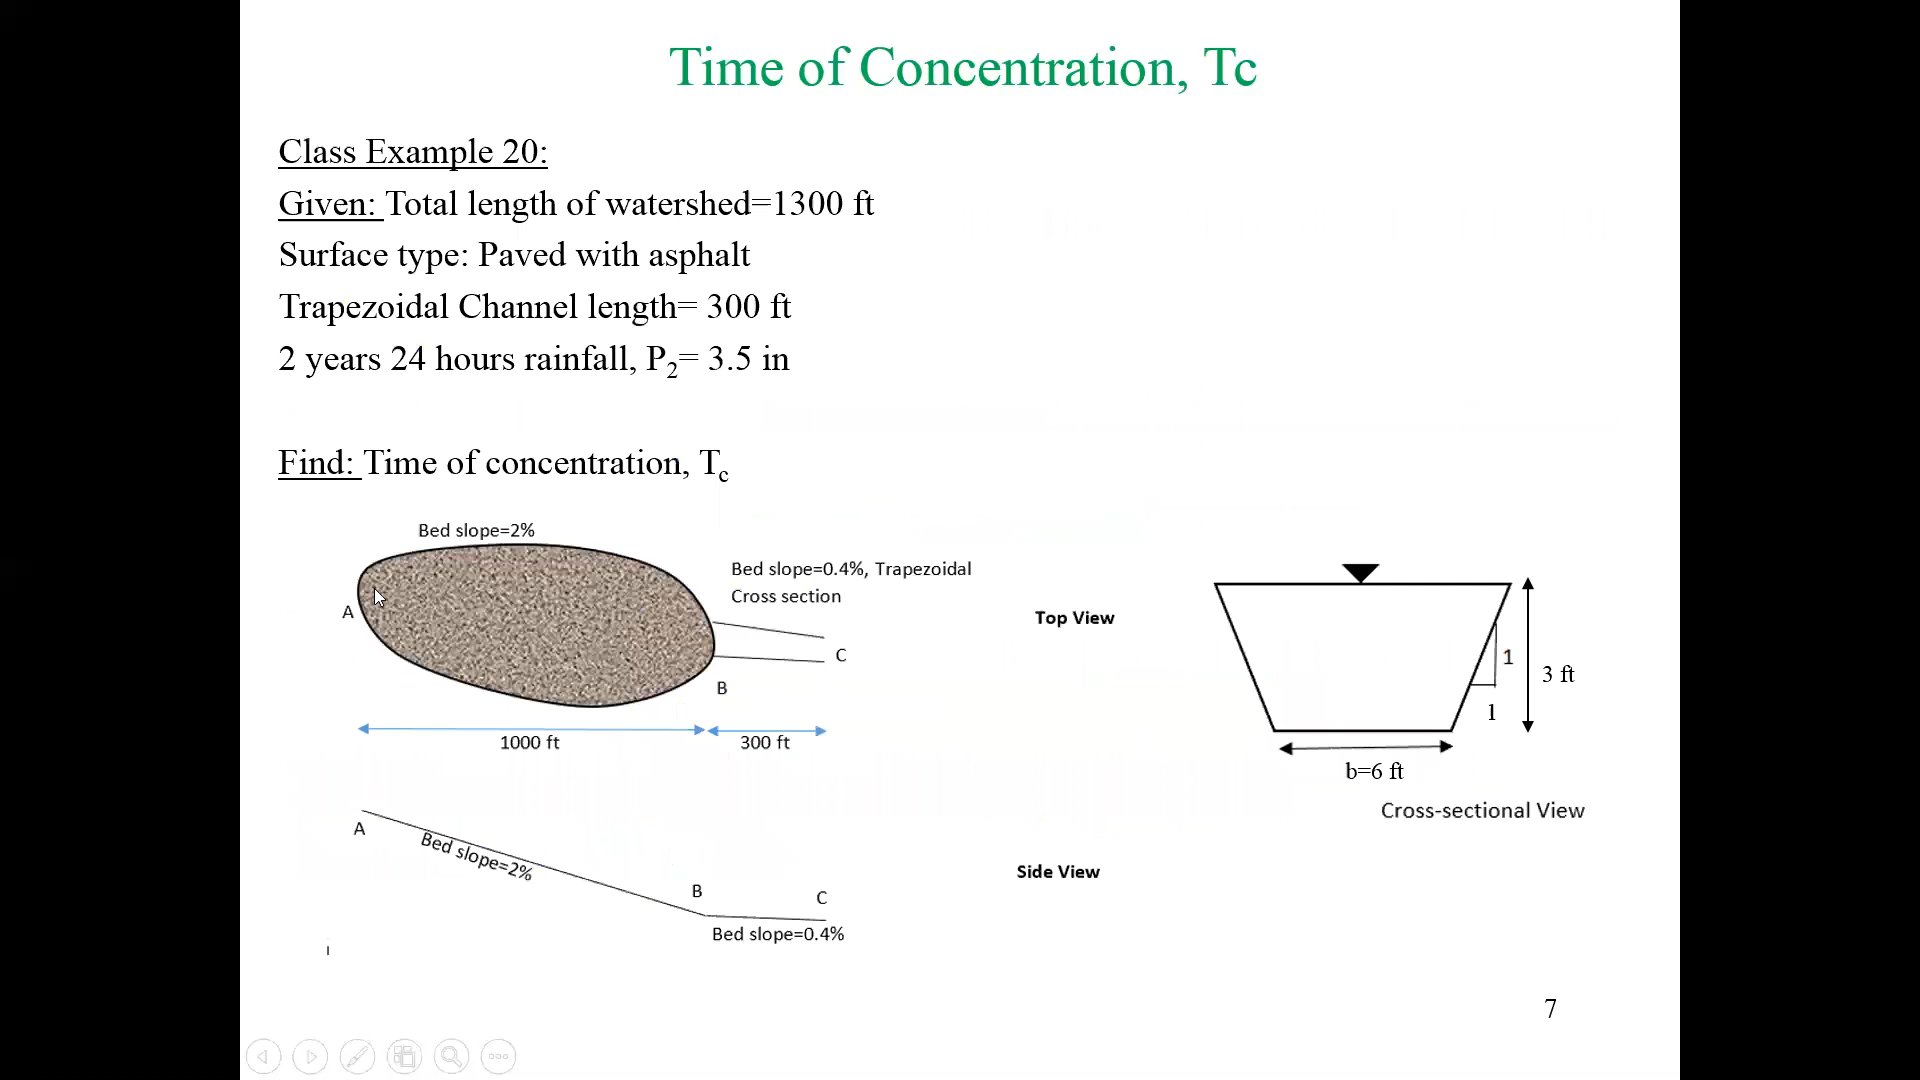 Time of Concentration, Tc
Class Example 20:
Given: Total length of watershed=1300 ft
Surface type: Paved with asphalt
Trapezoidal Channel length= 300 ft
2 years 24 hours rainfall, P2= 3.5 in
Find: Time of concentration, Tc
Bed slope=2%
Bed slope=0.4%, Trapezoidal
Cross section
A
Top View
C
B
1000 ft
300 ft
1
3 ft
1
b=6 ft
Cross-sectional View
A
Bed slope=2%
B
C
Side View
Bed slope=0.4%
7